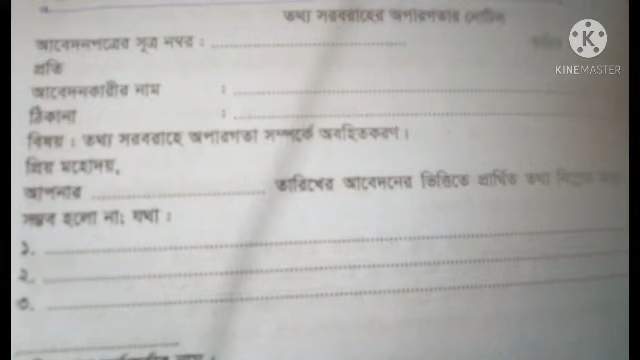 তথ্য সরবরাহের অপারগতার নোটিশ
আবেদনপত্রের সূত্র নম্বর : ............................................
প্রতি
আবেদনকারীর নাম : ............................................
ঠিকানা : ............................................
বিষয় : তথ্য সরবরাহে অপারগতা সম্পর্কে অবহিতকরণ।
প্রিয় মহোদয়,
আপনার ........................................ তারিখের আবেদনের ভিত্তিতে প্রার্থিত তথ্য
সম্ভব হলো না; যথা :
১. ............................................
২. ............................................
৩. ............................................
KINEMASTER